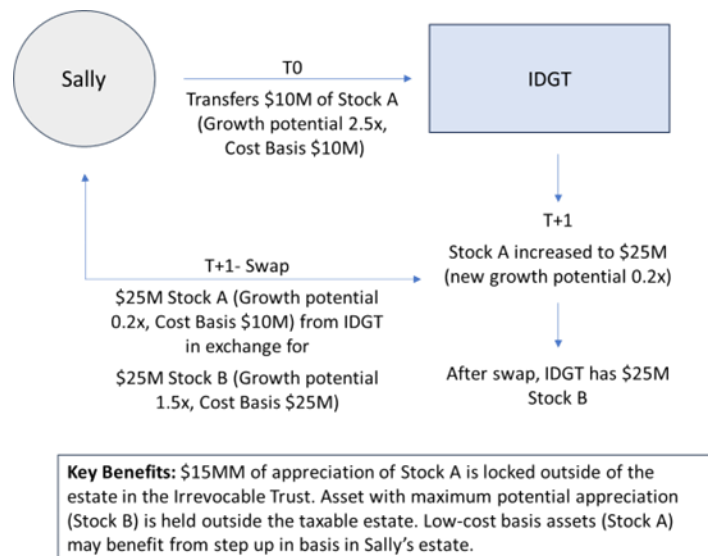 Sally
T0
Transfers $10M of Stock A
(Growth potential 2.5x,
Cost Basis $10M)
IDGT
T+1
Stock A increased to $25M
(new growth potential 0.2x)
T+1- Swap
$25M Stock A (Growth potential
0.2x, Cost Basis $10M) from IDGT
in exchange for
$25M Stock B (Growth potential
1.5x, Cost Basis $25M)
After swap, IDGT has $25M
Stock B
Key Benefits: $15MM of appreciation of Stock A is locked outside of the
estate in the Irrevocable Trust. Asset with maximum potential appreciation
(Stock B) is held outside the taxable estate. Low-cost basis assets (Stock A)
may benefit from step up in basis in Sally’s estate.